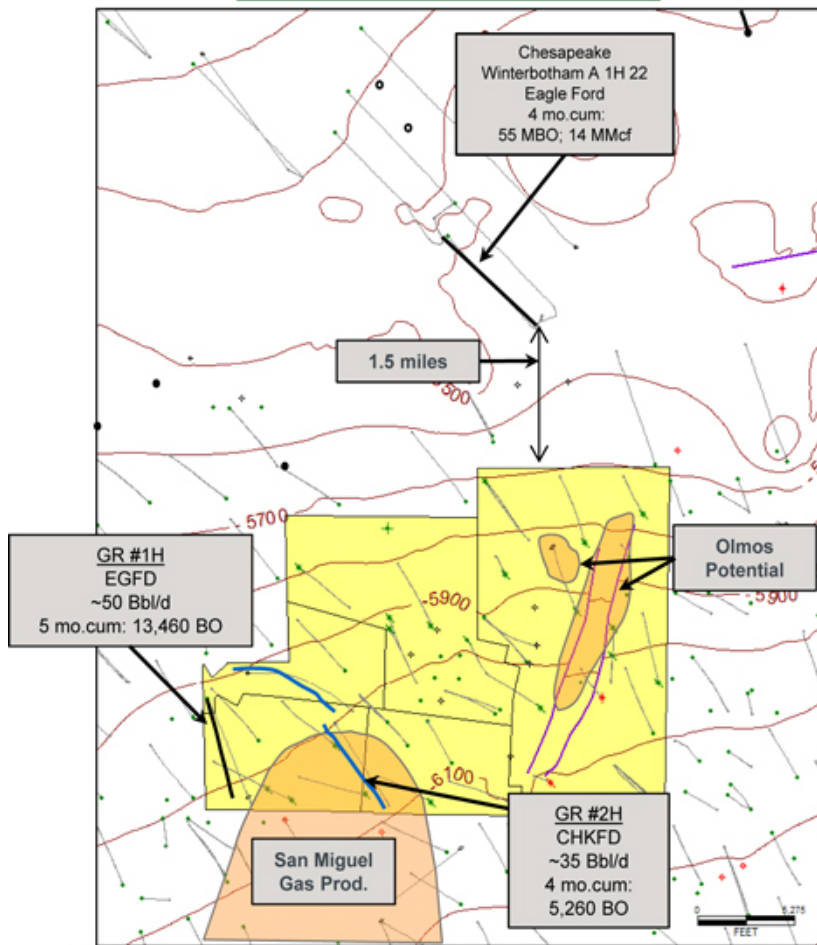 Chesapeake
Winterbotham A 1H 22
Eagle Ford
4 mo.cum:
55 MBO; 14 MMcf
1.5 miles
- 5700
GR #1H
EGFD
~50 Bbl/d
5 mo.cum: 13,460 BO
Olmos
Potential
-5900
-5900
-6100
GR #2H
CHKFD
~35 Bbl/d
4 mo.cum:
5,260 BO
San Miguel
Gas Prod.
0
5,275
FEET